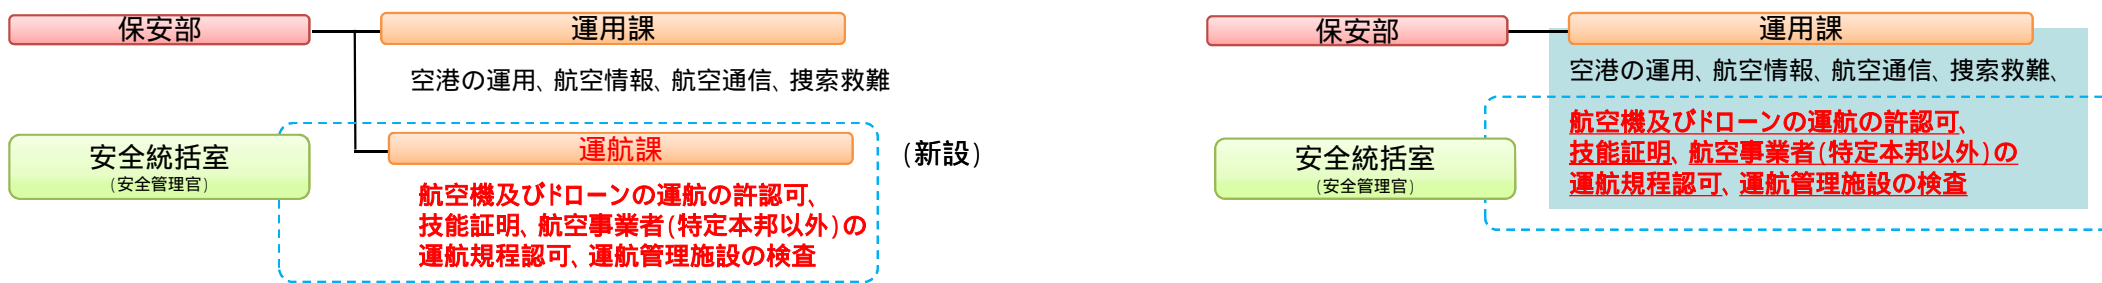 保安部
運用課
空港の運用、航空情報、航空通信、捜索救難
安全統括室
(安全管理官)
運航課
(新設)
航空機及びドローンの運航の許認可、
技能証明、航空事業者(特定本邦以外)の
運航規程認可、運航管理施設の検査
保安部
運用課
空港の運用、航空情報、航空通信、捜索救難、
安全統括室
(安全管理官)
航空機及びドローンの運航の許認可、
技能証明、航空事業者(特定本邦以外)の
運航規程認可、運航管理施設の検査